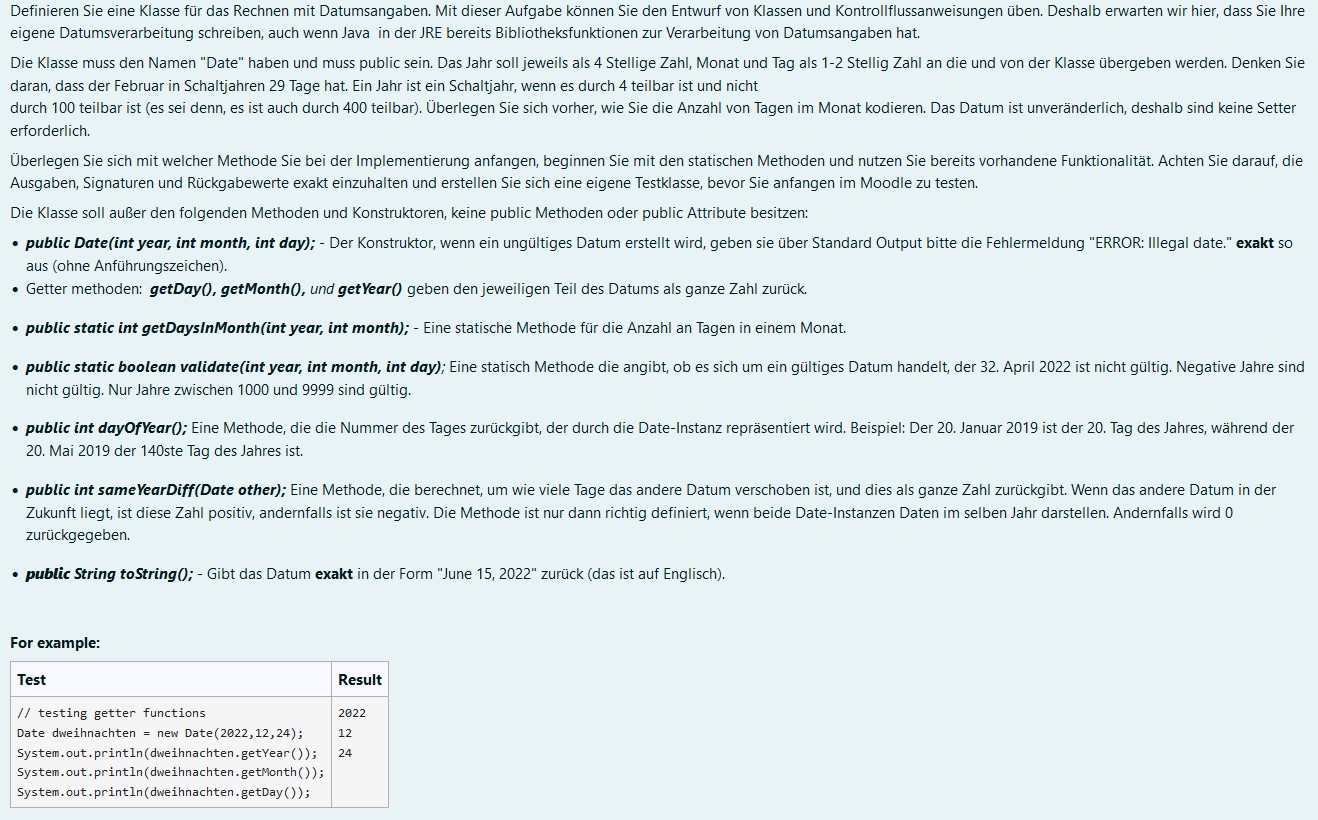 Definieren Sie eine Klasse für das Rechnen mit Datumsangaben. Mit dieser Aufgabe können Sie den Entwurf von Klassen und Kontrollflussanweisungen üben. Deshalb erwarten wir hier, dass Sie Ihre
eigene Datumsverarbeitung schreiben, auch wenn Java in der JRE bereits Bibliotheksfunktionen zur Verarbeitung von Datumsangaben hat.
Die Klasse muss den Namen "Date" haben und muss public sein. Das Jahr soll jeweils als 4 Stellige Zahl, Monat und Tag als 1-2 Stellig Zahl an die und von der Klasse übergeben werden. Denken Sie
daran, dass der Februar in Schaltjahren 29 Tage hat. Ein Jahr ist ein Schaltjahr, wenn es durch 4 teilbar ist und nicht
durch 100 teilbar ist (es sei denn, es ist auch durch 400 teilbar). Überlegen Sie sich vorher, wie Sie die Anzahl von Tagen im Monat kodieren. Das Datum ist unveränderlich, deshalb sind keine Setter
erforderlich.
Überlegen Sie sich mit welcher Methode Sie bei der Implementierung anfangen, beginnen Sie mit den statischen Methoden und nutzen Sie bereits vorhandene Funktionalität. Achten Sie darauf, die
Ausgaben, Signaturen und Rückgabewerte exakt einzuhalten und erstellen Sie sich eine eigene Testklasse, bevor Sie anfangen im Moodle zu testen.
Die Klasse soll außer den folgenden Methoden und Konstruktoren, keine public Methoden oder public Attribute besitzen:
• public Date(int year, int month, int day); - Der Konstruktor, wenn ein ungültiges Datum erstellt wird, geben sie über Standard Output bitte die Fehlermeldung "ERROR: Illegal date." exakt so
aus (ohne Anführungszeichen).
• Getter methoden: getDay(), getMonth(), und getYear() geben den jeweiligen Teil des Datums als ganze Zahl zurück.
• public static int getDaysInMonth(int year, int month); - Eine statische Methode für die Anzahl an Tagen in einem Monat.
• public static boolean validate(int year, int month, int day); Eine statisch Methode die angibt, ob es sich um ein gültiges Datum handelt, der 32. April 2022 ist nicht gültig. Negative Jahre sind
nicht gültig. Nur Jahre zwischen 1000 und 9999 sind gültig.
• public int dayOfYear(); Eine Methode, die die Nummer des Tages zurückgibt, der durch die Date-Instanz repräsentiert wird. Beispiel: Der 20. Januar 2019 ist der 20. Tag des Jahres, während der
20. Mai 2019 der 140ste Tag des Jahres ist.
• public int sameYearDiff(Date other); Eine Methode, die berechnet, um wie viele Tage das andere Datum verschoben ist, und dies als ganze Zahl zurückgibt. Wenn das andere Datum in der
Zukunft liegt, ist diese Zahl positiv, andernfalls ist sie negativ. Die Methode ist nur dann richtig definiert, wenn beide Date-Instanzen Daten im selben Jahr darstellen. Andernfalls wird 0
zurückgegeben.
• public String toString(); - Gibt das Datum exakt in der Form "June 15, 2022" zurück (das ist auf Englisch).
For example:
Test Result
// testing getter functions 2022
Date dweihnachten = new Date(2022,12,24); 12
System.out.println(dweihnachten.getYear()); 24
System.out.println(dweihnachten.getMonth());
System.out.println(dweihnachten.getDay());